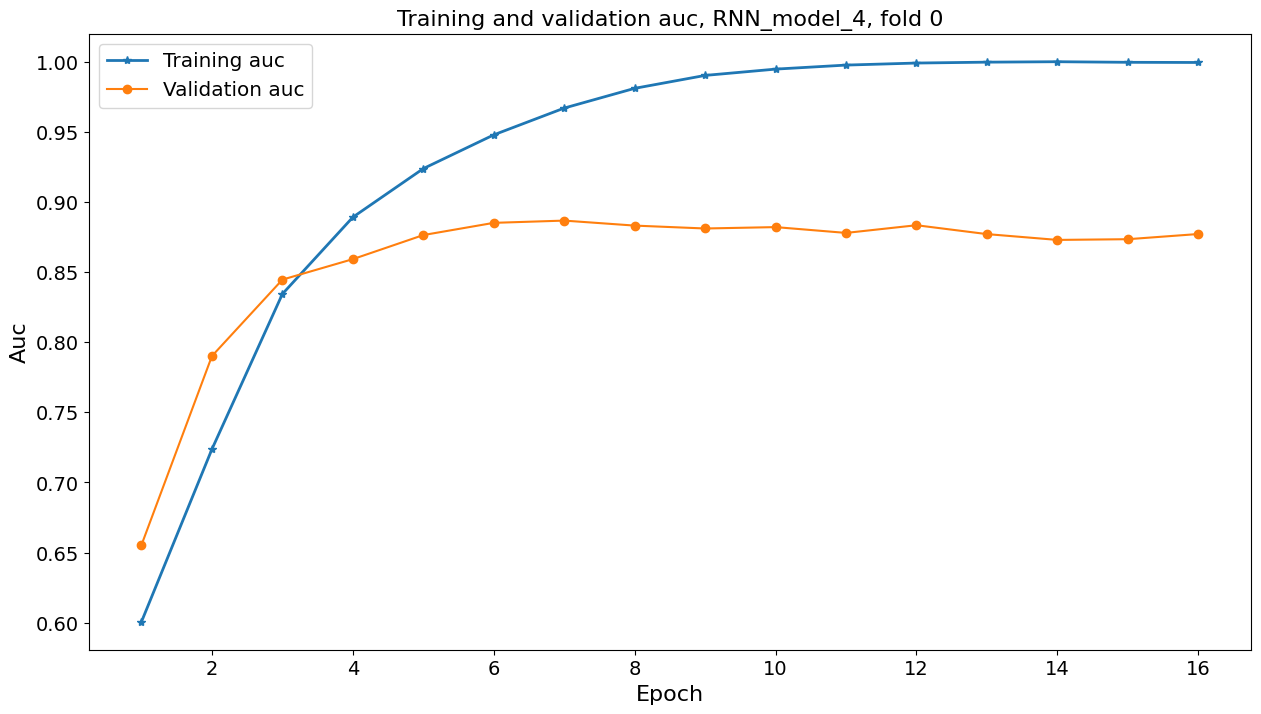 Training and validation auc, RNN_model_4, fold 0
Training auc
Validation auc
1.00
0.95
0.90
0.85
0.80
0.75
0.70
0.65
0.60
Auc
2 4 6 8 10 12 14 16
Epoch